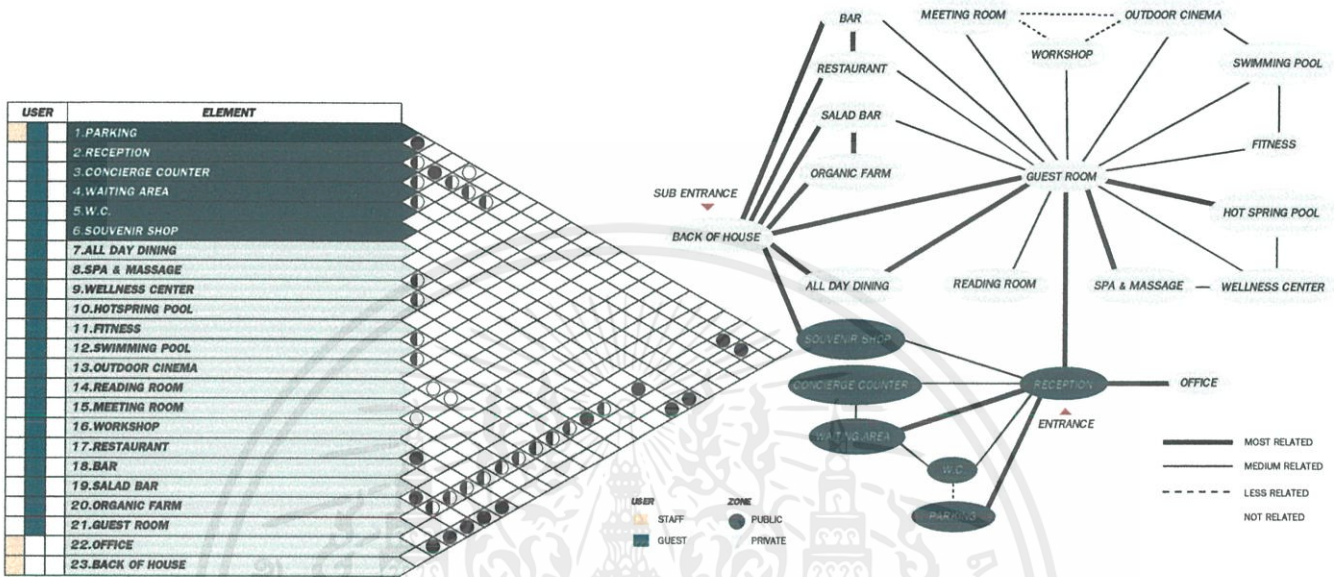 USER ELEMENT
1.PARKING
2.RECEPTION
3.CONCIERGE COUNTER
4.WAITING AREA
5.W.C.
6.SOUVENIR SHOP
7.ALL DAY DINING
8.SPA & MASSAGE
9.WELLNESS CENTER
10.HOTSPRING POOL
11.FITNESS
12.SWIMMING POOL
13.OUTDOOR CINEMA
14.READING ROOM
15.MEETING ROOM
16.WORKSHOP
17.RESTAURANT
18.BAR
19.SALAD BAR
20.ORGANIC FARM
21.GUEST ROOM
22.OFFICE
23.BACK OF HOUSE
USER ZONE
STAFF PUBLIC
GUEST PRIVATE
BAR
MEETING ROOM
OUTDOOR CINEMA
WORKSHOP
RESTAURANT
SWIMMING POOL
SALAD BAR
FITNESS
ORGANIC FARM
GUEST ROOM
SUB ENTRANCE
HOT SPRING POOL
BACK OF HOUSE
ALL DAY DINING
READING ROOM
SPA & MASSAGE
WELLNESS CENTER
SOUVENIR SHOP
CONCIERGE COUNTER
RECEPTION
OFFICE
ENTRANCE
WAITING AREA
W.C.
PARKING
MOST RELATED
MEDIUM RELATED
LESS RELATED
NOT RELATED